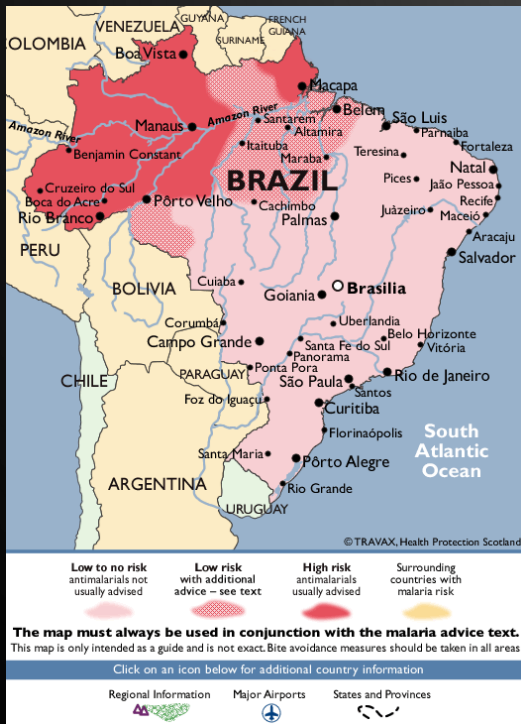 VENEZUELA
GUYANA
FRENCH
GUIANA
SURINAME
COLOMBIA
Boa Vista
Macapa
Amazon River
Santarem
Belem
São Luis
Manaus
Altamira
Parnaiba
Amazon River
Itaituba
Fortaleza
Benjamin Constant
Teresina
Maraba
Natal
BRAZIL
Pices
Jaão Pessoa
Cruzeiro do Sul
Boca do Acre
Pôrto Velho
Cachimbo
Recife
Juàzeiro
Rio Branco
Palmas
Maceió
Aracaju
PERU
Salvador
BOLIVIA
Cuiaba
Goiania
Brasilia
Corumbá
Uberlandia
Campo Grande
Belo Horizonte
Santa Fe do Sul
Vitória
Panorama
CHILE
PARAGUAY
Ponta Pora
São Paula
Rio de Janeiro
Santos
Foz do Iguaçu
Curitiba
Florinaópolis
South
Atlantic
Ocean
Santa Maria
Pôrto Alegre
ARGENTINA
Rio Grande
URUGUAY
© TRAVAX, Health Protection Scotland
Low to no risk
antimalarials not
usually advised
Low risk
with additional
advice – see text
High risk
antimalarials
usually advised
Surrounding
countries with
malaria risk
The map must always be used in conjunction with the malaria advice text.
This map is only intended as a guide and is not exact. Bite avoidance measures should be taken in all areas
Click on an icon below for additional country information
Regional Information
Major Airports
States and Provinces